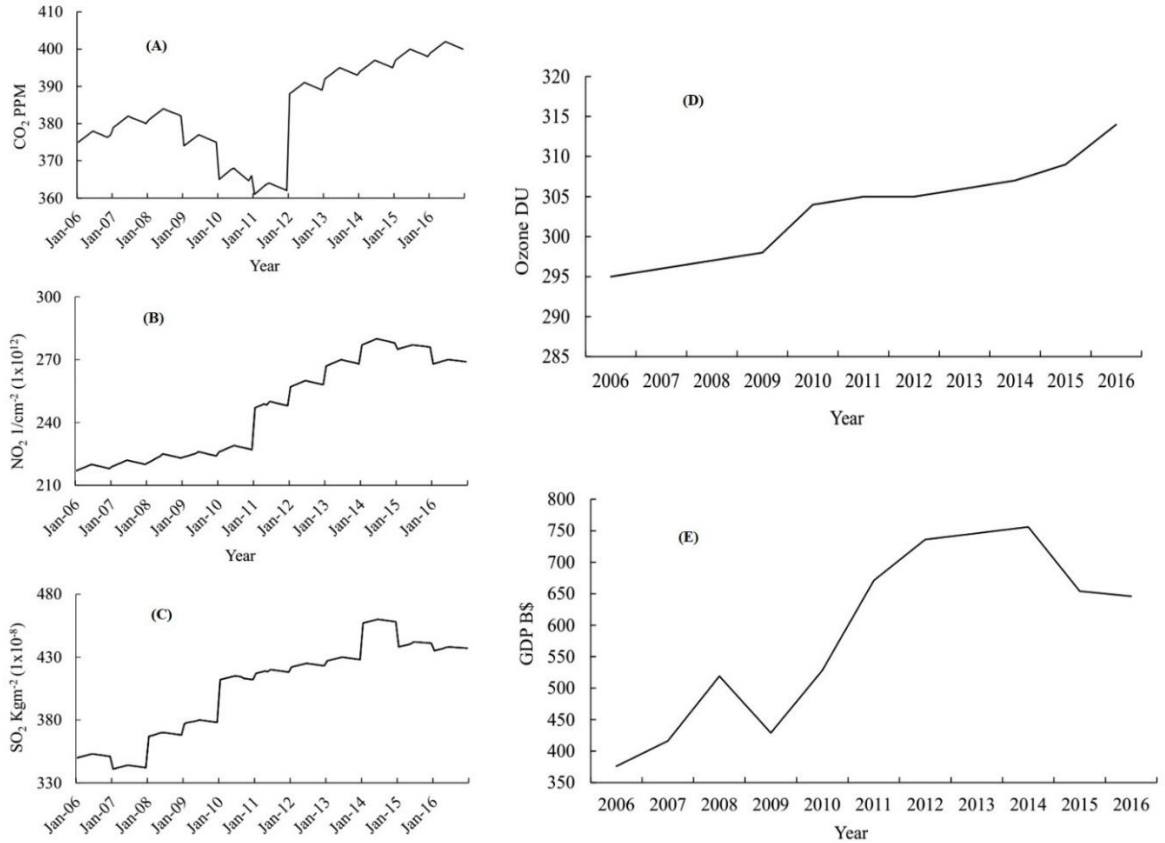 (A)
CO₂ PPM
410
400
390
380
370
360
Jan-06
Jan-07
Jan-08
Jan-09
Jan-10
Jan-11
Jan-12
Jan-13
Jan-14
Jan-15
Jan-16
Year
(B)
NO₂ 1/cm⁻² (1x10¹²)
300
270
230
210
Jan-06
Jan-07
Jan-08
Jan-09
Jan-10
Jan-11
Jan-12
Jan-13
Jan-14
Jan-15
Jan-16
Year
(C)
SO₂ Kgm⁻² (1x10⁻⁸)
480
430
380
330
Jan-06
Jan-07
Jan-08
Jan-09
Jan-10
Jan-11
Jan-12
Jan-13
Jan-14
Jan-15
Jan-16
(D)
Ozone DU
320
315
310
305
300
295
290
285
2006 2007 2008 2009 2010 2011 2012 2013 2014 2015 2016
Year
(E)
GDP B$
800
750
700
650
600
550
500
450
400
350
2006 2007 2008 2009 2010 2011 2012 2013 2014 2015 2016
Year